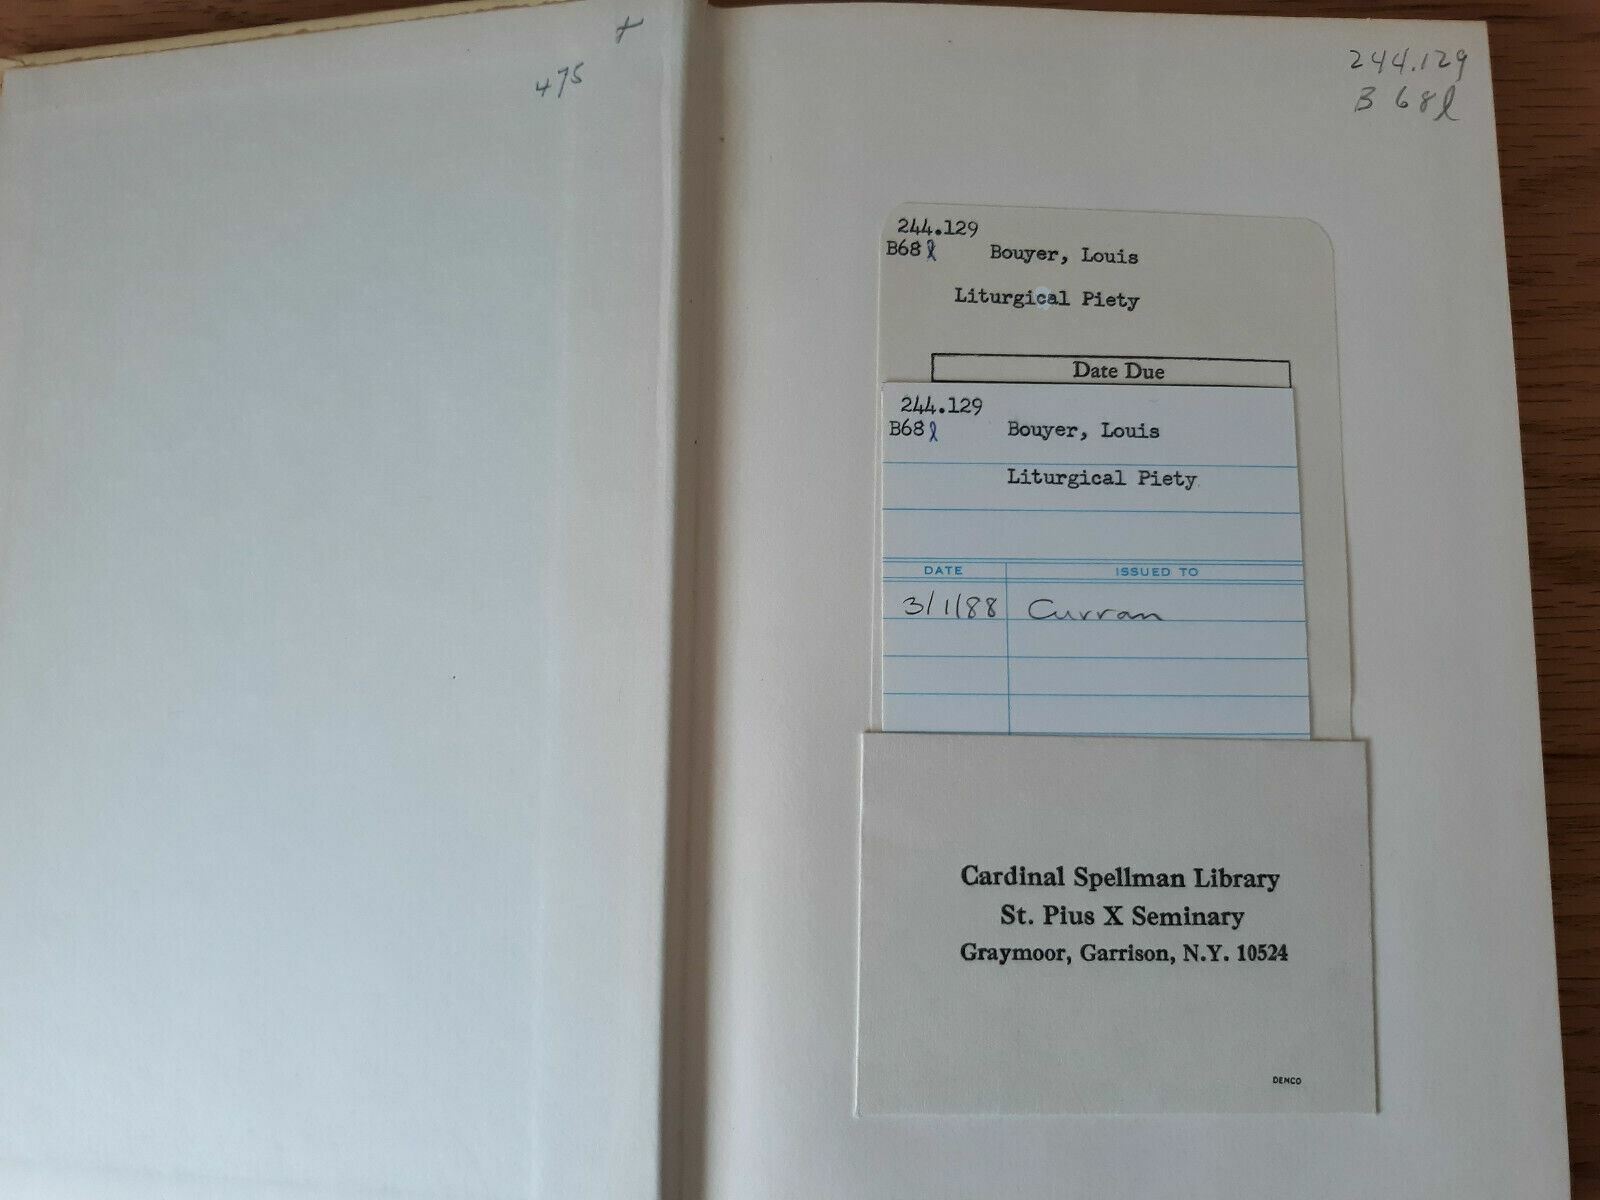 +
475
244.129
B 68l
244.129
B68l Bouyer, Louis
Liturgical Piety
Date Due
244.129
B68l Bouyer, Louis
Liturgical Piety
DATE ISSUED TO
3/1/88 Curran
Cardinal Spellman Library
St. Pius X Seminary
Graymoor, Garrison, N.Y. 10524
DEMCO